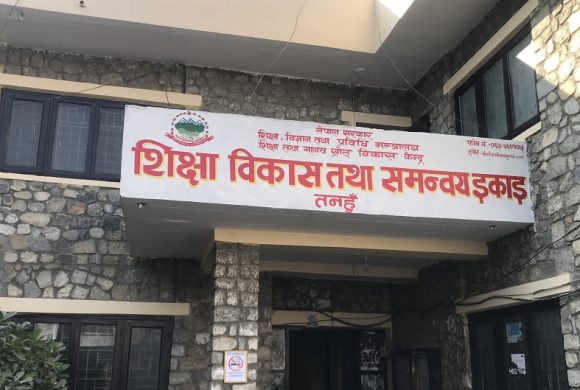 नेपाल सरकार
शिक्षा, विज्ञान तथा प्रविधि मन्त्रालय
शिक्षा तथा मानव स्रोत विकास केन्द्र
शिक्षा विकास तथा समन्वय इकाइ
तनहुँ
फोन नं.